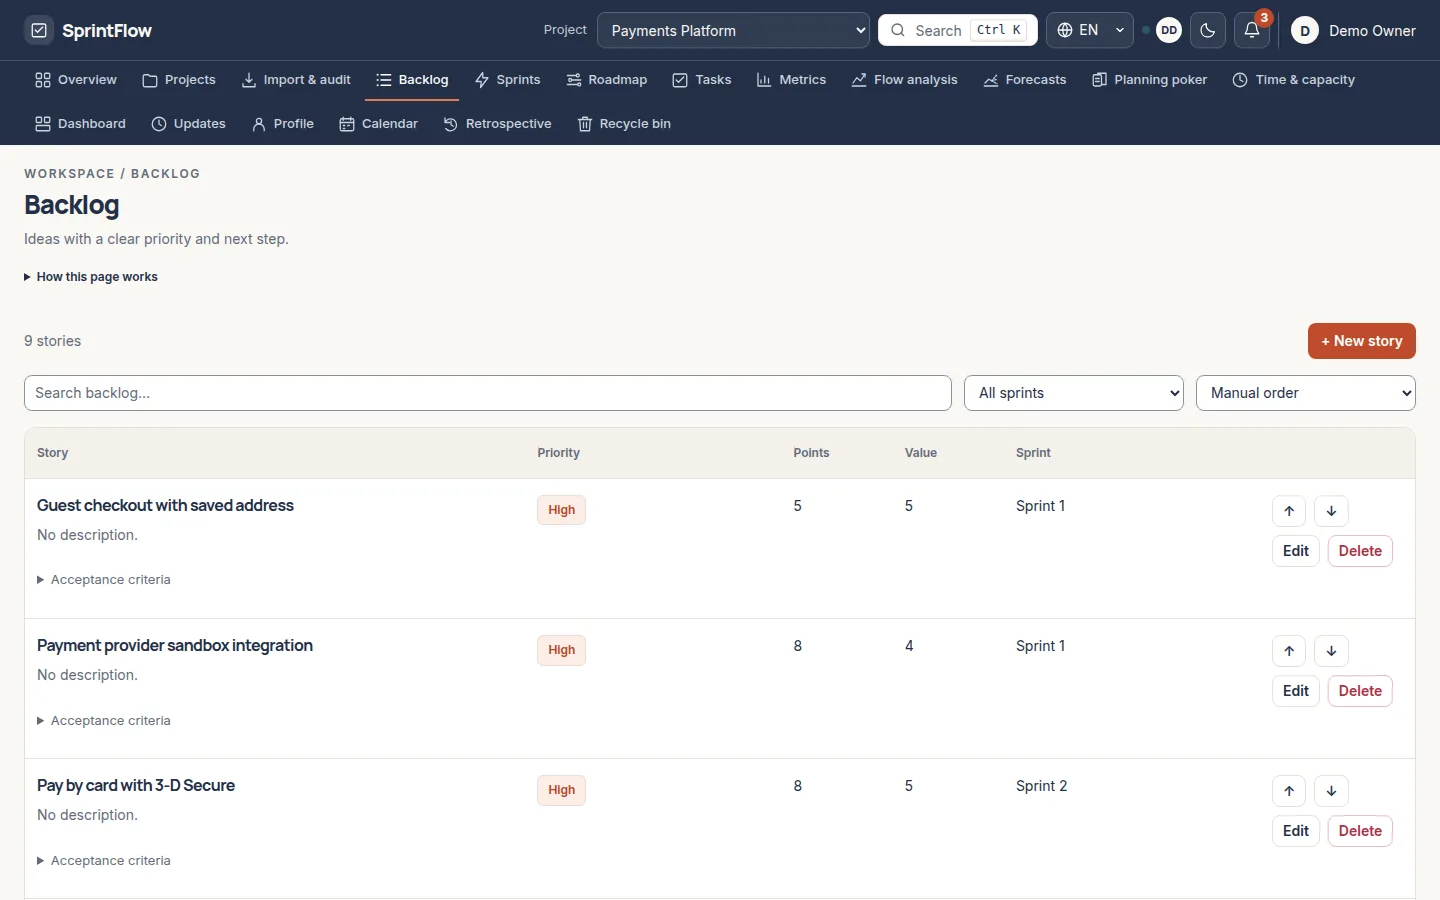 SprintFlow
Project
Payments Platform
Search Ctrl K
EN
DD
3
D
Demo Owner
Overview
Projects
Import & audit
Backlog
Sprints
Roadmap
Tasks
Metrics
Flow analysis
Forecasts
Planning poker
Time & capacity
Dashboard
Updates
Profile
Calendar
Retrospective
Recycle bin
WORKSPACE / BACKLOG
Backlog
Ideas with a clear priority and next step.
How this page works
9 stories
+ New story
Search backlog...
All sprints
Manual order
Story Priority Points Value Sprint
Guest checkout with saved address
High
5
5
Sprint 1
↑ ↓
No description.
Edit Delete
Acceptance criteria
Payment provider sandbox integration
High
8
4
Sprint 1
↑ ↓
No description.
Edit Delete
Acceptance criteria
Pay by card with 3-D Secure
High
8
5
Sprint 2
↑ ↓
No description.
Edit Delete
Acceptance criteria